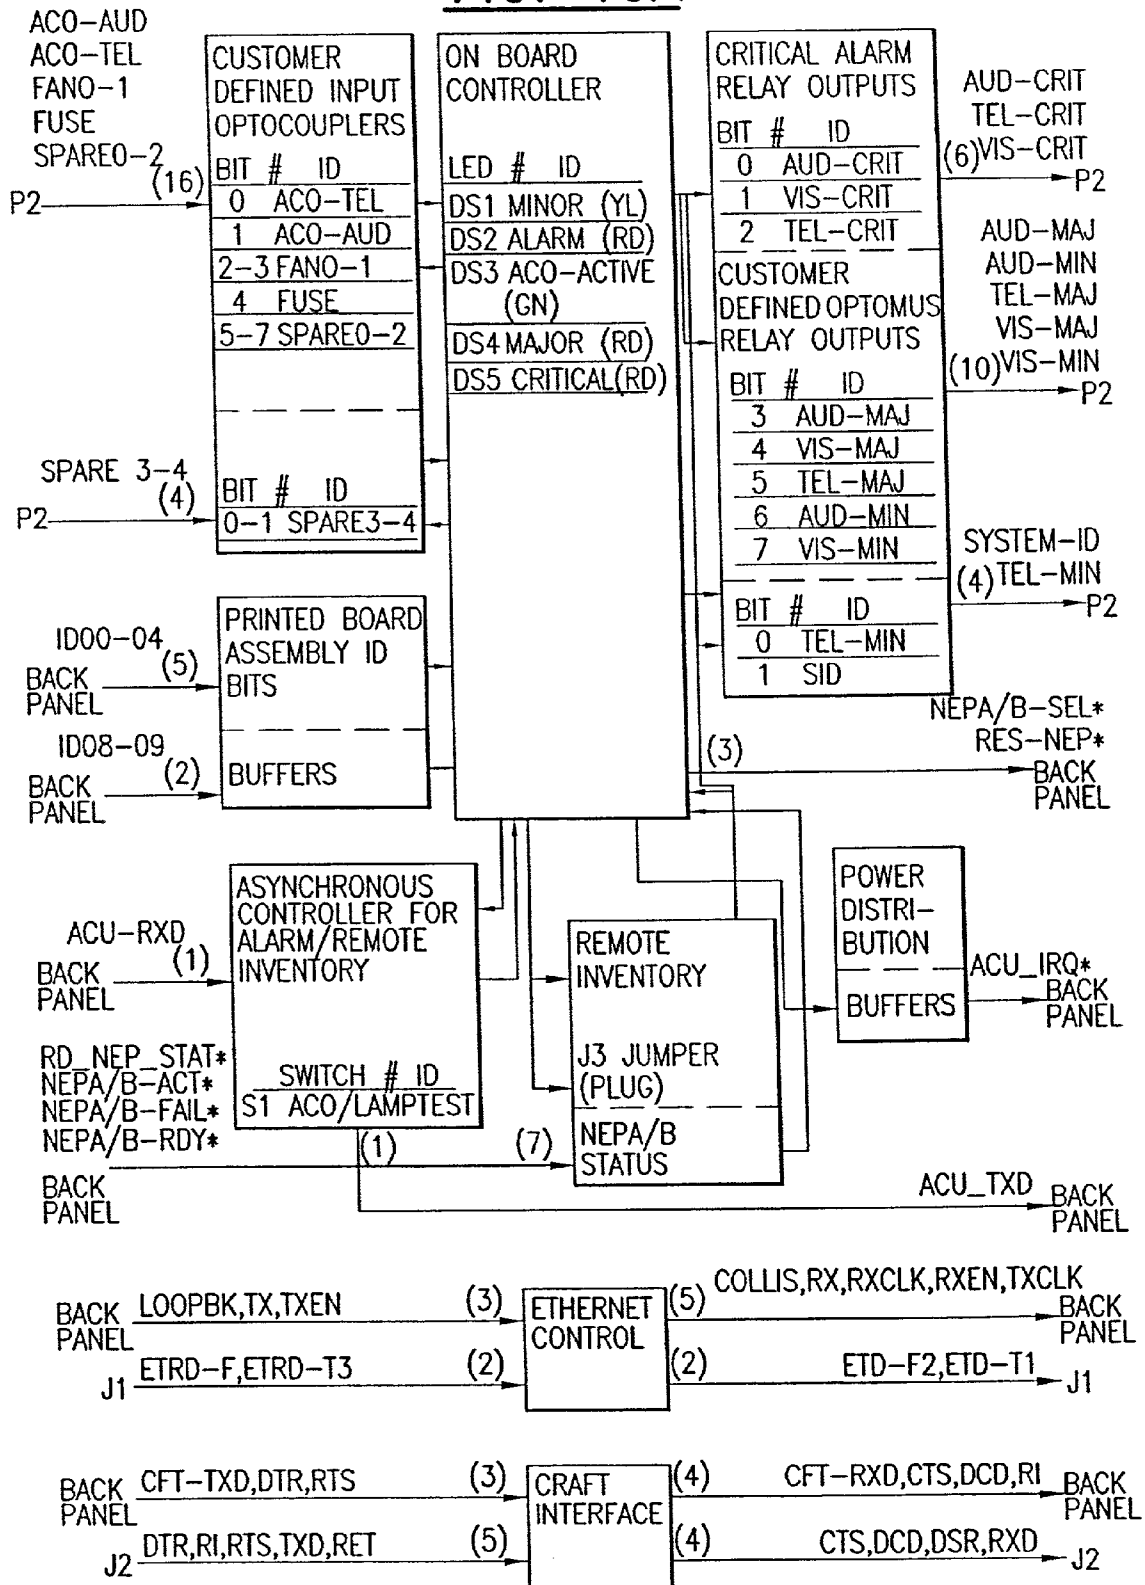 ACO-AUD
ACO-TEL
FAN0-1
FUSE
SPARE0-2
(16)
P2
CUSTOMER
DEFINED INPUT
OPTOCOUPLERS
BIT # ID
0 ACO-TEL
1 ACO-AUD
2-3 FAN0-1
4 FUSE
5-7 SPARE0-2
SPARE 3-4
(4)
P2
BIT # ID
0-1 SPARE3-4
ON BOARD
CONTROLLER
LED # ID
DS1 MINOR (YL)
DS2 ALARM (RD)
DS3 ACO-ACTIVE
(GN)
DS4 MAJOR (RD)
DS5 CRITICAL(RD)
CRITICAL ALARM
RELAY OUTPUTS
BIT # ID
0 AUD-CRIT
1 VIS-CRIT
2 TEL-CRIT
CUSTOMER
DEFINED OPTOMUS
RELAY OUTPUTS
BIT # ID
3 AUD-MAJ
4 VIS-MAJ
5 TEL-MAJ
6 AUD-MIN
7 VIS-MIN
BIT # ID
0 TEL-MIN
1 SID
AUD-CRIT
TEL-CRIT
(6) VIS-CRIT
P2
AUD-MAJ
AUD-MIN
TEL-MAJ
VIS-MAJ
(10) VIS-MIN
P2
SYSTEM-ID
(4) TEL-MIN
P2
ID00-04
(5)
BACK
PANEL
ID08-09
(2)
BACK
PANEL
PRINTED BOARD
ASSEMBLY ID
BITS
BUFFERS
NEPA/B-SEL*
RES-NEP*
(3)
BACK
PANEL
ACU-RXD
(1)
BACK
PANEL
ASYNCHRONOUS
CONTROLLER FOR
ALARM/REMOTE
INVENTORY
SWITCH # ID
S1 ACO/LAMPTEST
REMOTE
INVENTORY
J3 JUMPER
(PLUG)
NEPA/B
STATUS
POWER
DISTRI-
BUTION
BUFFERS
ACU_IRQ*
BACK
PANEL
RD_NEP_STAT*
NEPA/B-ACT*
NEPA/B-FAIL*
NEPA/B-RDY*
BACK
PANEL
(1)
(7)
ACU_TXD
BACK
PANEL
BACK
PANEL
LOOPBK,TX,TXEN
(3)
J1
ETRD-F,ETRD-T3
(2)
ETHERNET
CONTROL
COLLIS,RX,RXCLK,RXEN,TXCLK
(5)
BACK
PANEL
(2)
ETD-F2,ETD-T1
J1
BACK
PANEL
CFT-TXD,DTR,RTS
(3)
J2
DTR,RI,RTS,TXD,RET
(5)
CRAFT
INTERFACE
(4)
CFT-RXD,CTS,DCD,RI
BACK
PANEL
(4)
CTS,DCD,DSR,RXD
J2